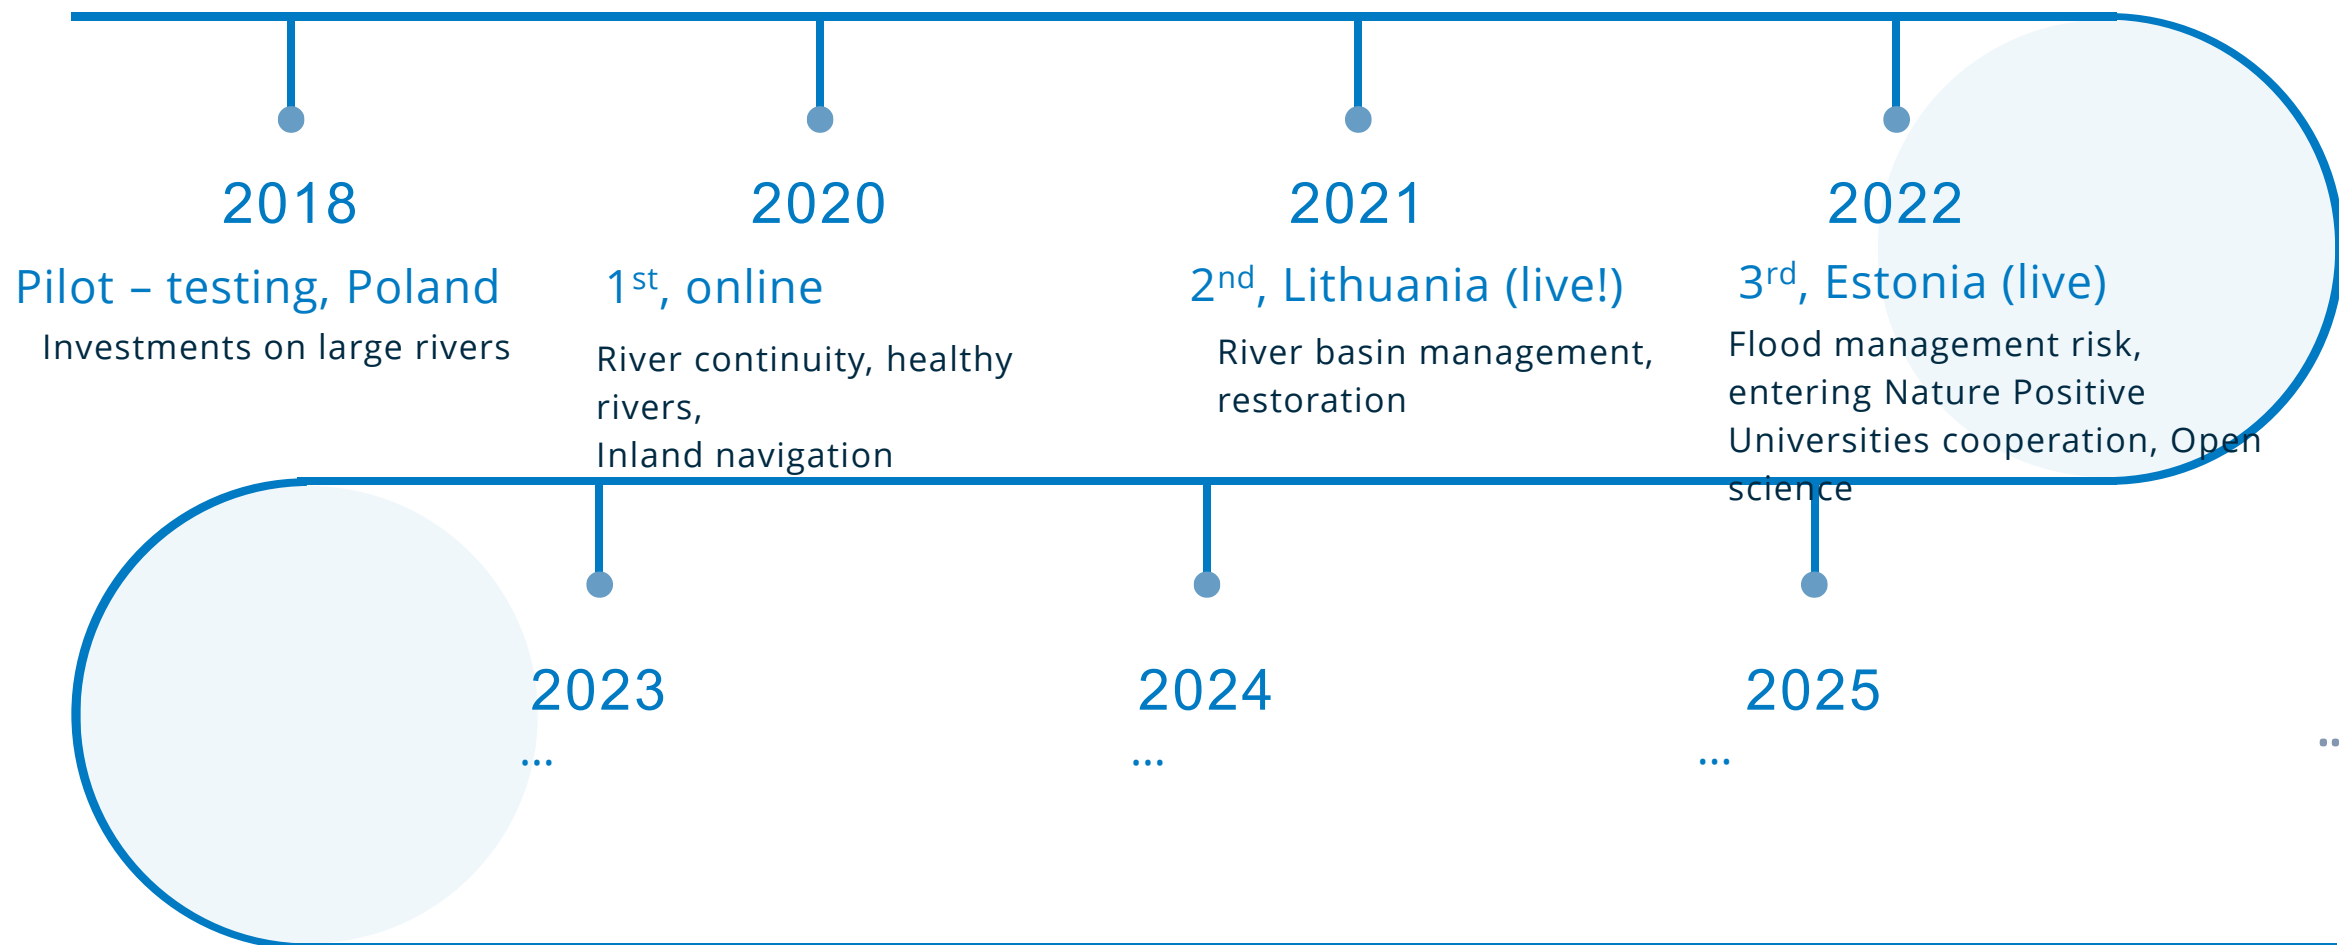 2018
Pilot – testing, Poland
Investments on large rivers
2020
1st, online
River continuity, healthy
rivers,
Inland navigation
2021
2nd, Lithuania (live!)
River basin management,
restoration
2022
3rd, Estonia (live)
Flood management risk,
entering Nature Positive
Universities cooperation, Open
science
2023
...
2024
...
2025
...
..